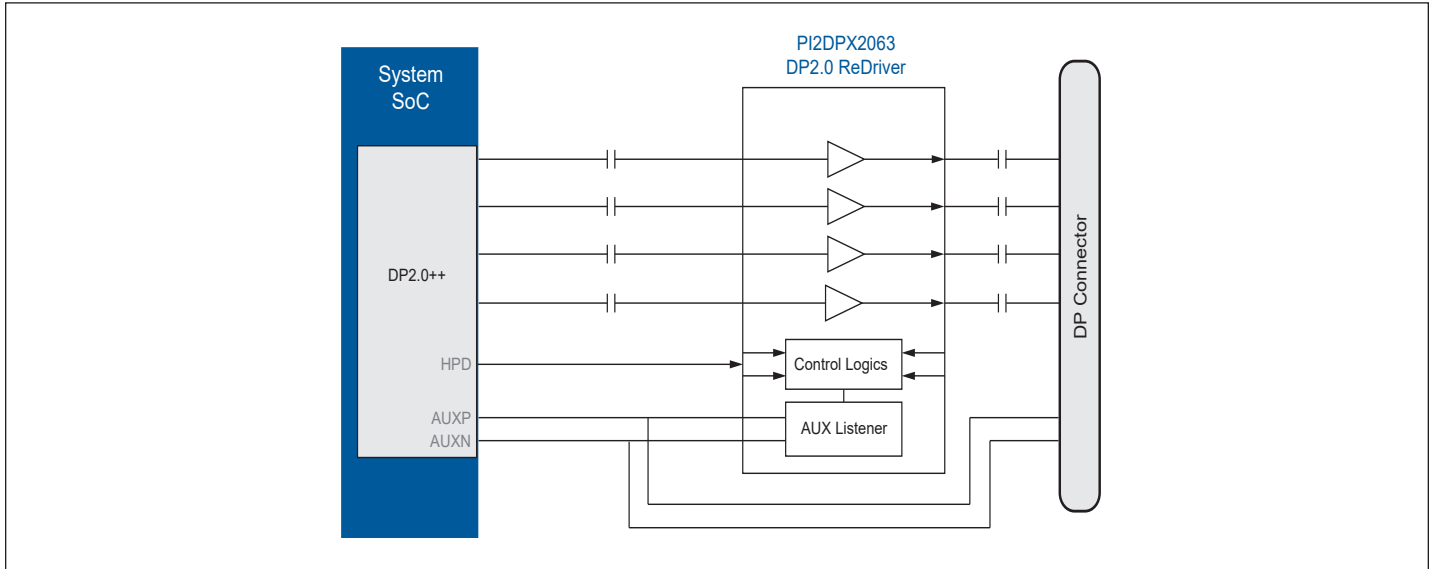 System
SoC
PI2DPX2063
DP2.0 ReDriver
DP2.0++
HPD
AUXP
AUXN
Control Logics
AUX Listener
DP Connector